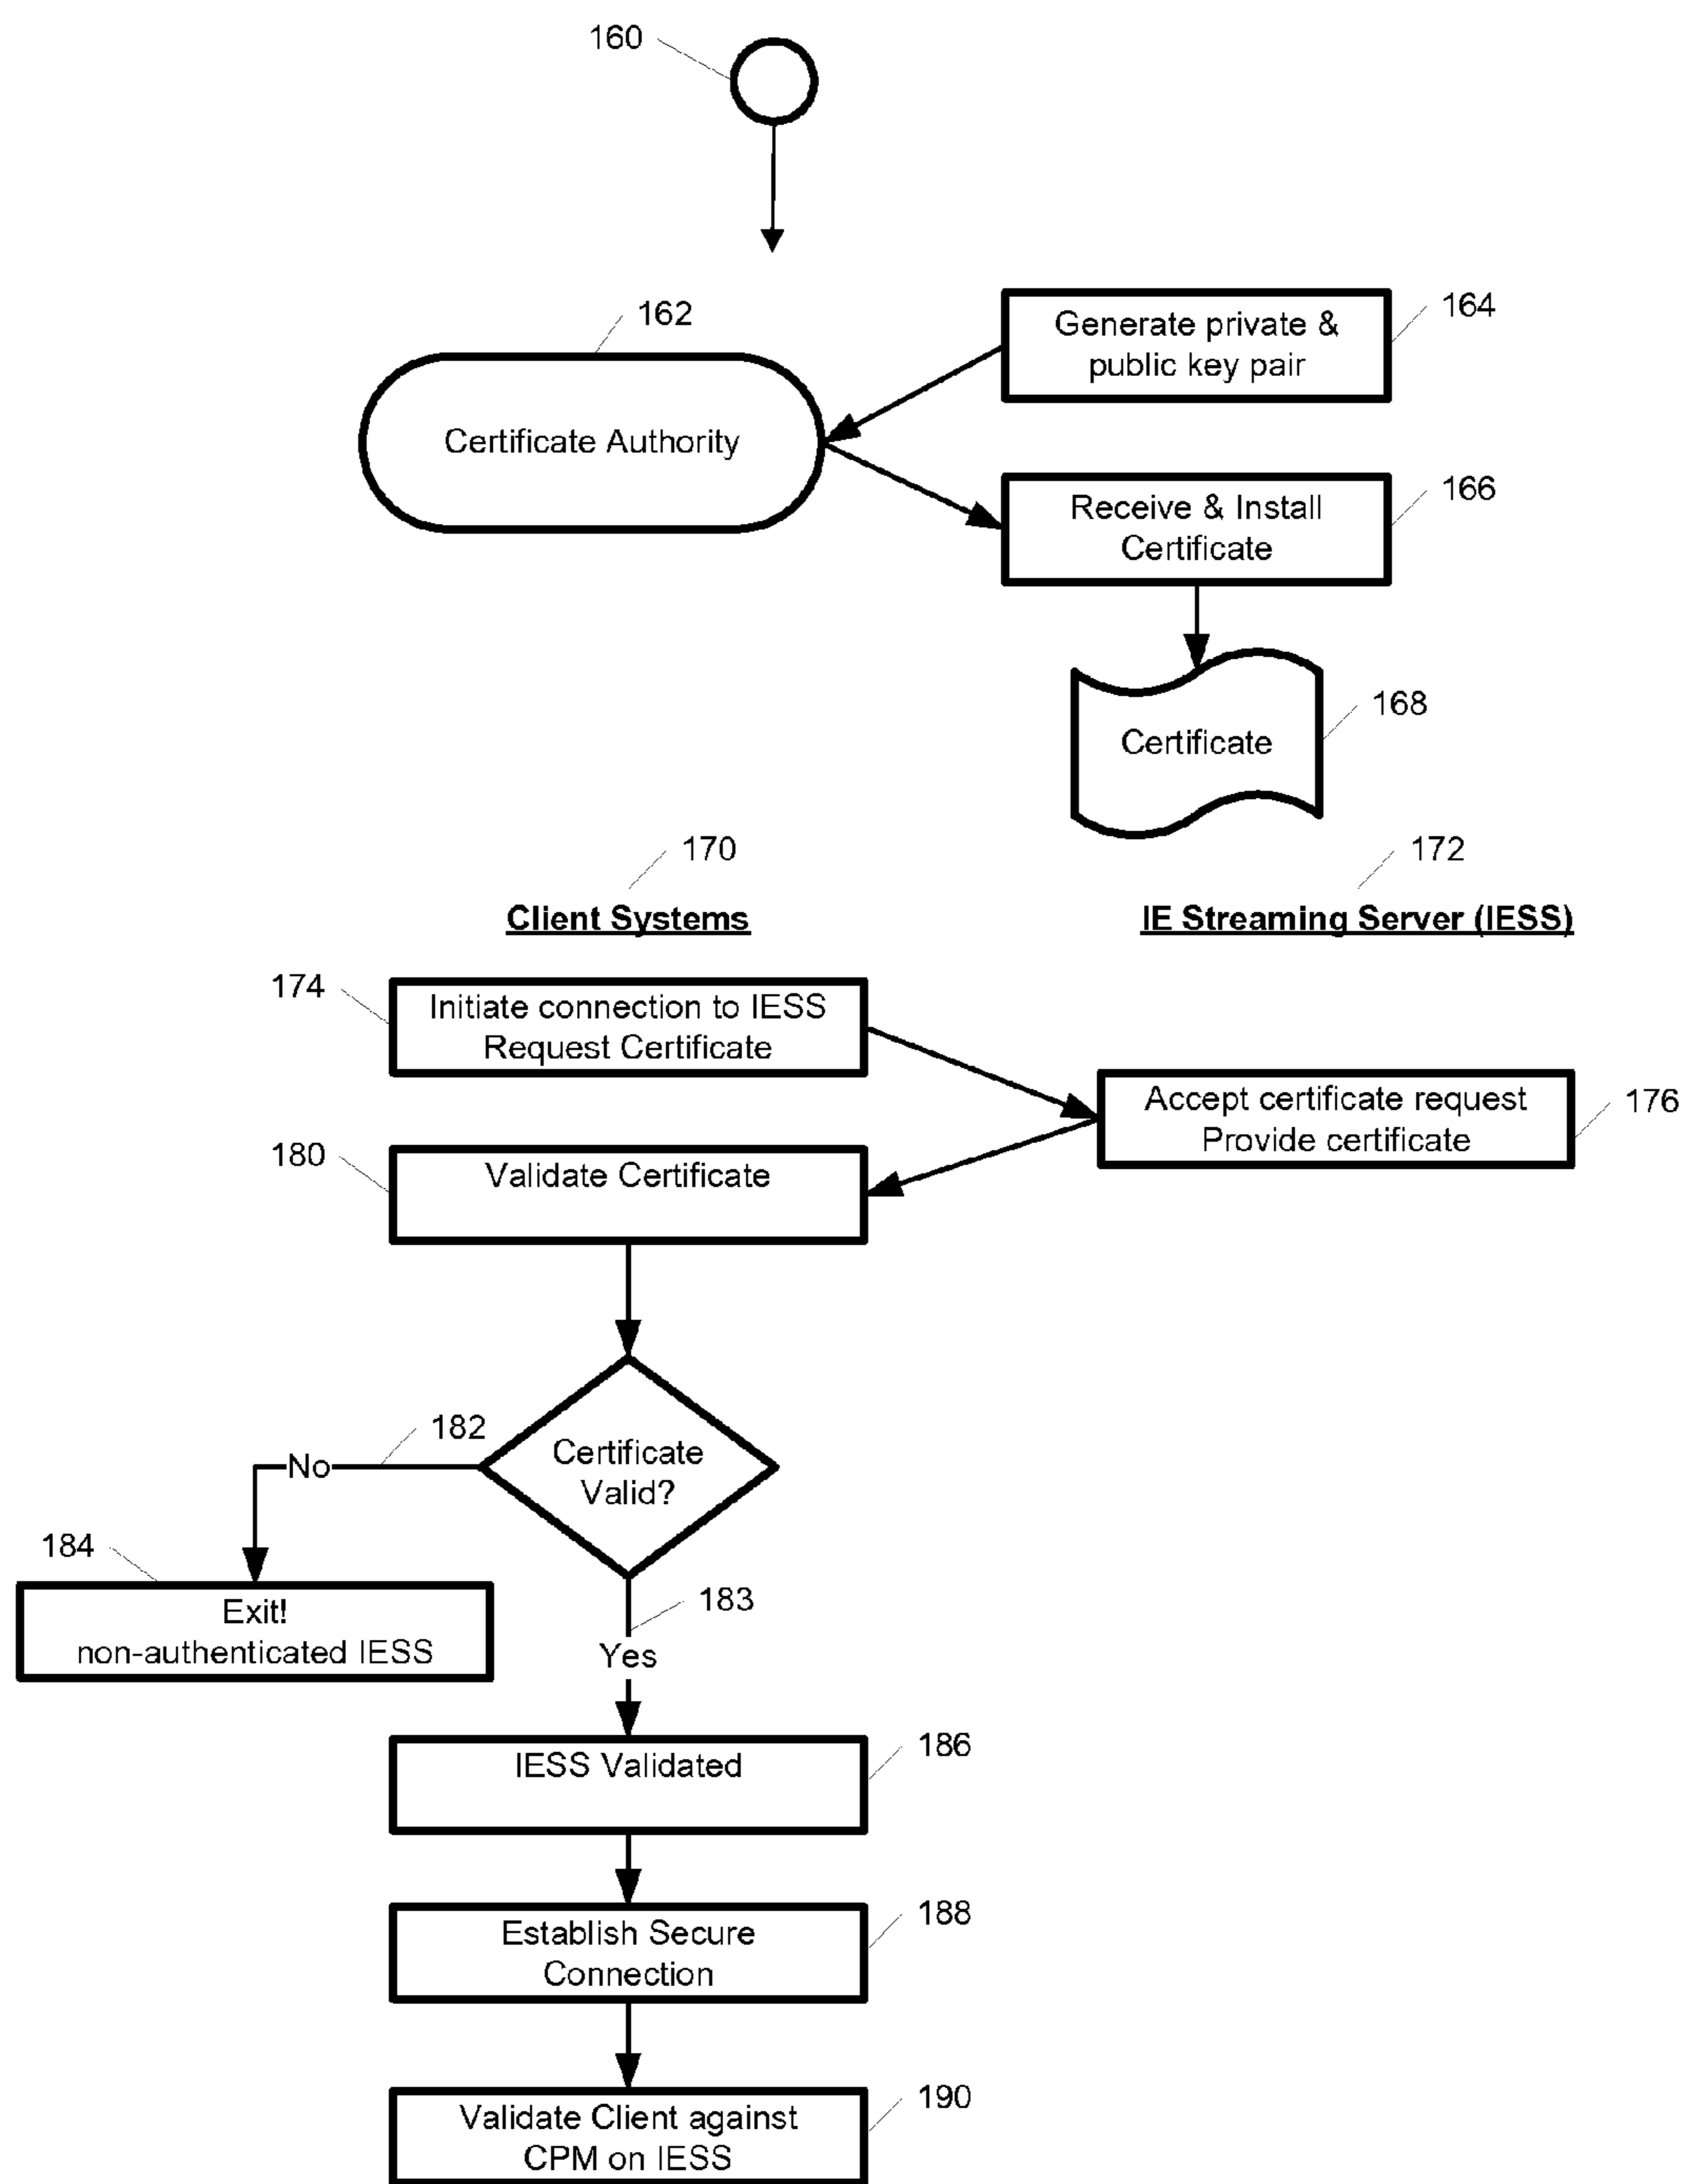 160
162
Generate private &
public key pair
164
Certificate Authority
Receive & Install
Certificate
166
Certificate
168
170
172
Client Systems
IE Streaming Server (IESS)
174
Initiate connection to IESS
Request Certificate
Accept certificate request
Provide certificate
176
180
Validate Certificate
182
No
Certificate
Valid?
184
Exit!
non-authenticated IESS
183
Yes
IESS Validated
186
Establish Secure
Connection
188
Validate Client against
CPM on IESS
190